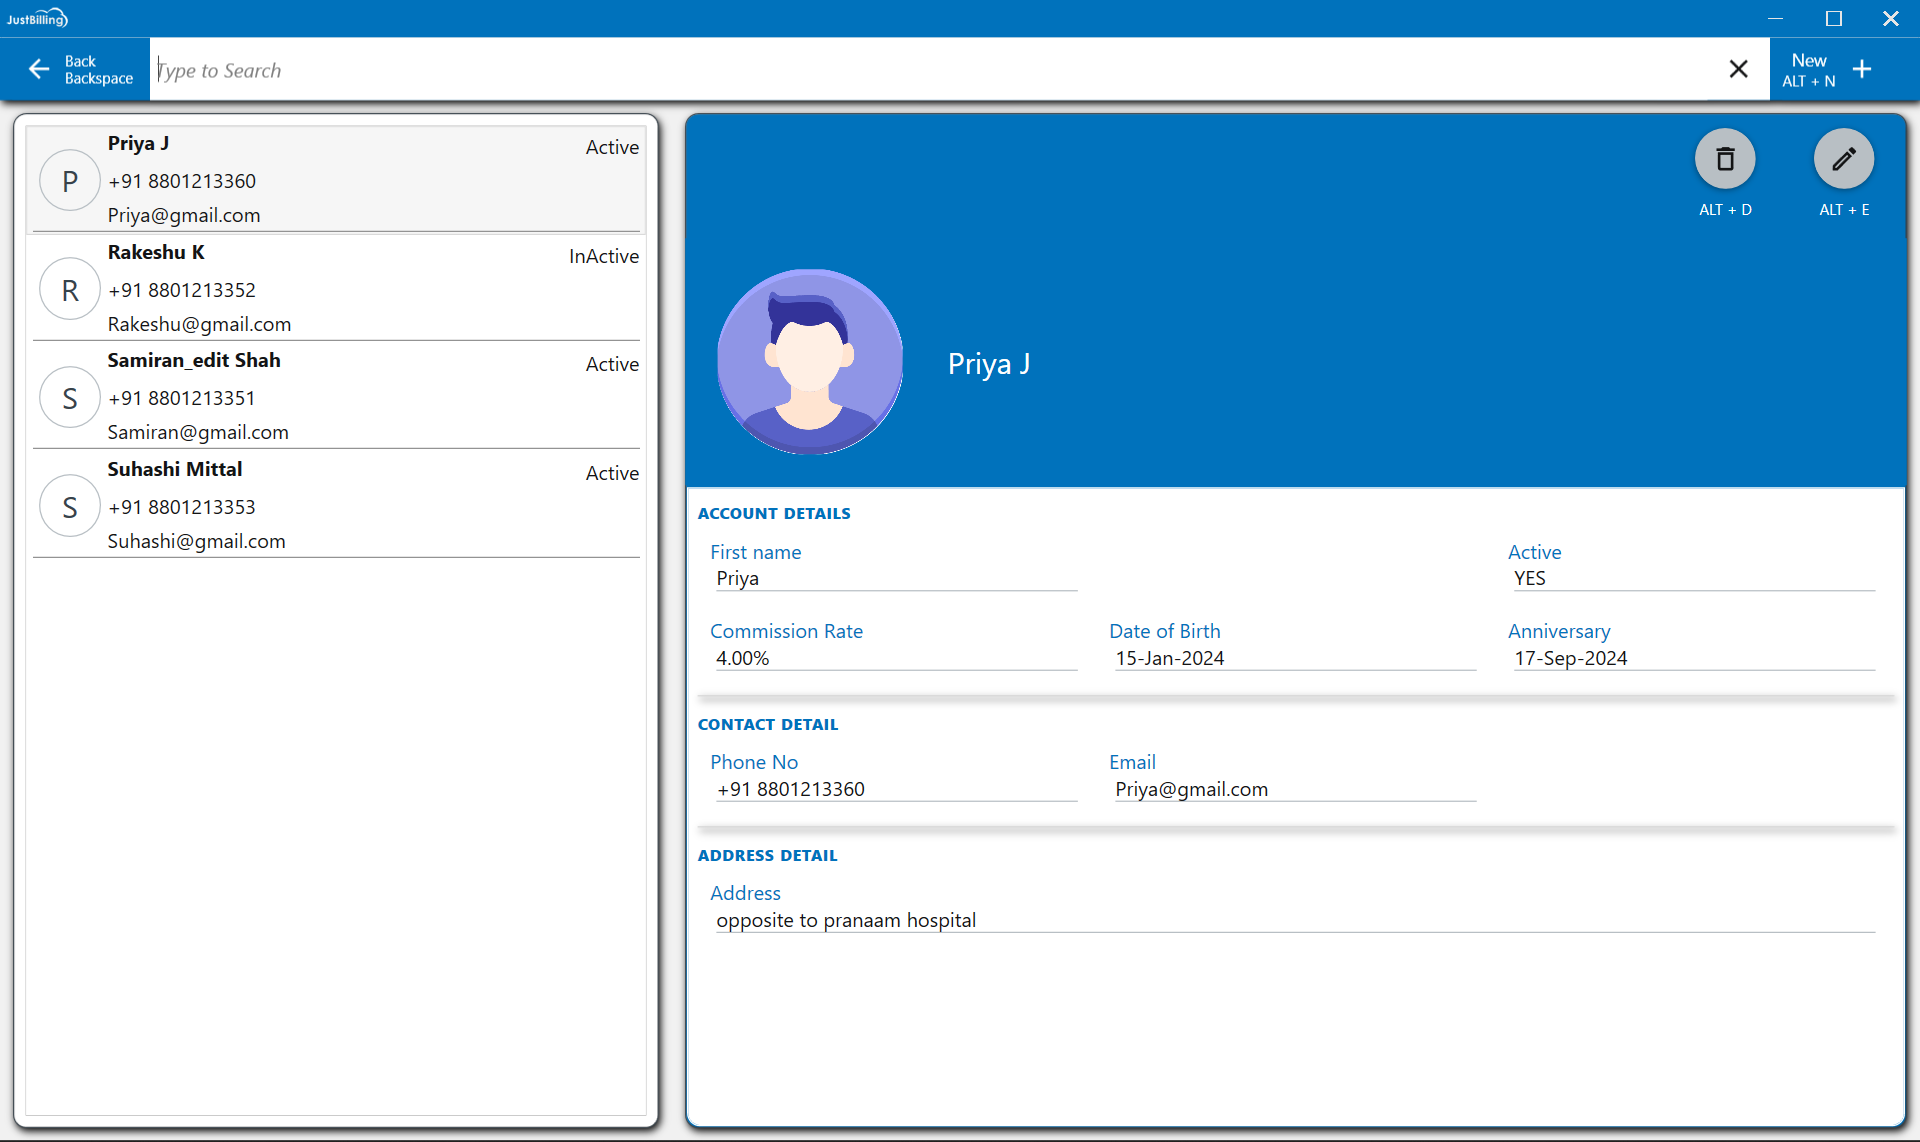 JustBilling
Back
Backspace
Type to Search
New
ALT + N
P
Priya J
Active
+91 8801213360
Priya@gmail.com
R
Rakeshu K
InActive
+91 8801213352
Rakeshu@gmail.com
S
Samiran_edit Shah
Active
+91 8801213351
Samiran@gmail.com
S
Suhashi Mittal
Active
+91 8801213353
Suhashi@gmail.com
ALT + D
ALT + E
Priya J
ACCOUNT DETAILS
First name
Priya
Active
YES
Commission Rate
4.00%
Date of Birth
15-Jan-2024
Anniversary
17-Sep-2024
CONTACT DETAIL
Phone No
+91 8801213360
Email
Priya@gmail.com
ADDRESS DETAIL
Address
opposite to pranaam hospital